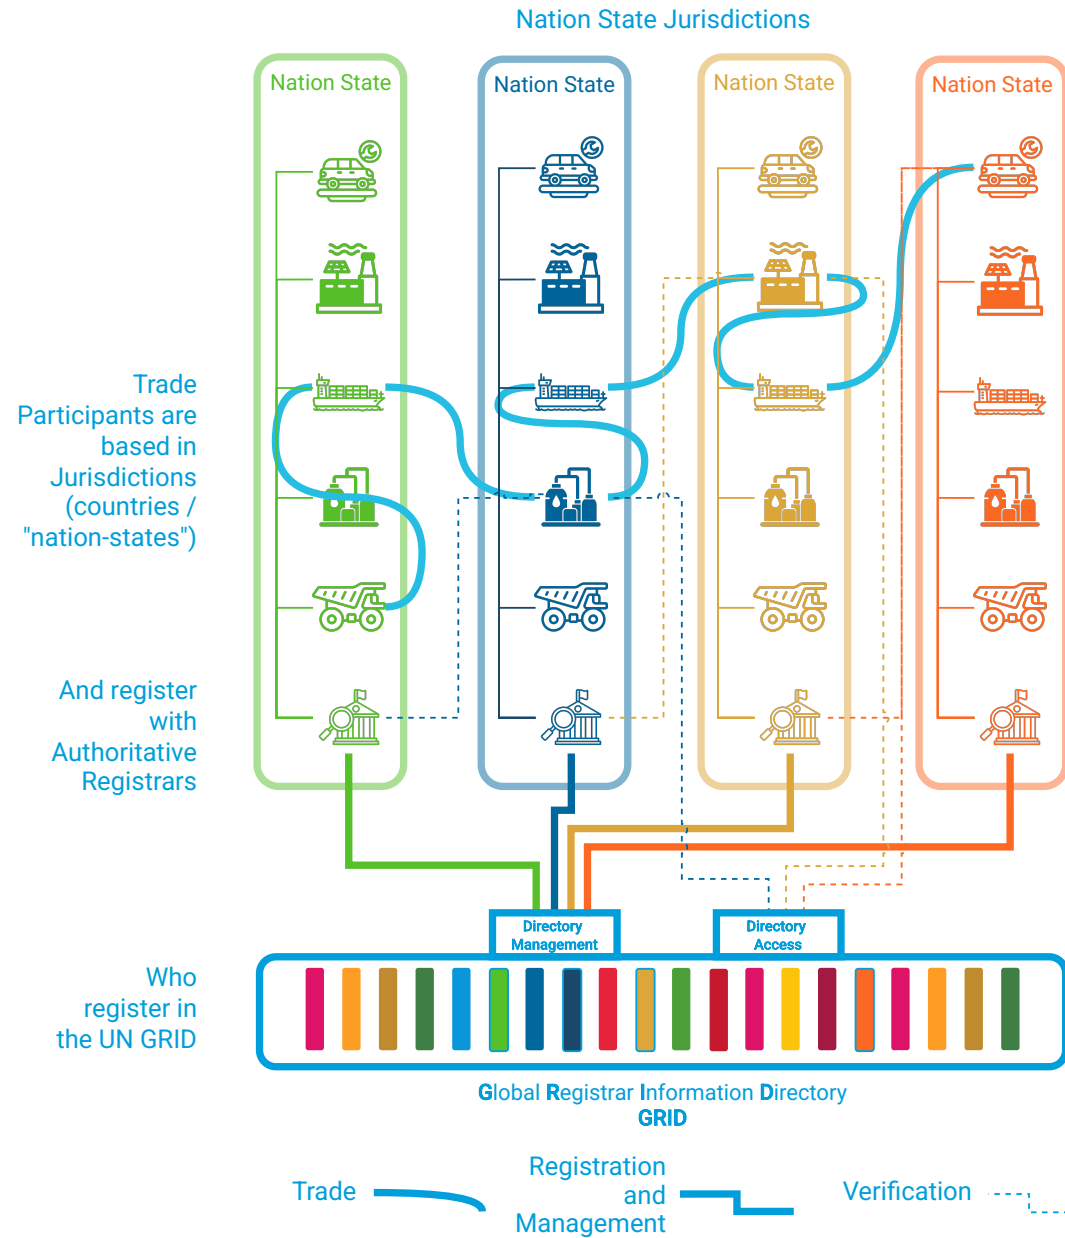 Nation State Jurisdictions
Nation State
Nation State
Nation State
Nation State
Trade
Participants are
based in
Jurisdictions
(countries /
"nation-states")
And register
with
Authoritative
Registrars
Directory
Management
Directory
Access
Who
register in
the UN GRID
Global Registrar Information Directory
GRID
Trade
Registration
and
Management
Verification